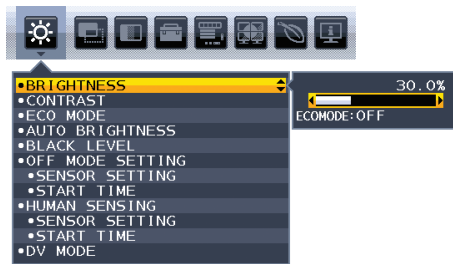 •BRIGHTNESS
•CONTRAST
•ECO MODE
•AUTO BRIGHTNESS
•BLACK LEVEL
•OFF MODE SETTING
•SENSOR SETTING
•START TIME
•HUMAN SENSING
•SENSOR SETTING
•START TIME
•DV MODE
30.0%
ECOMODE:OFF